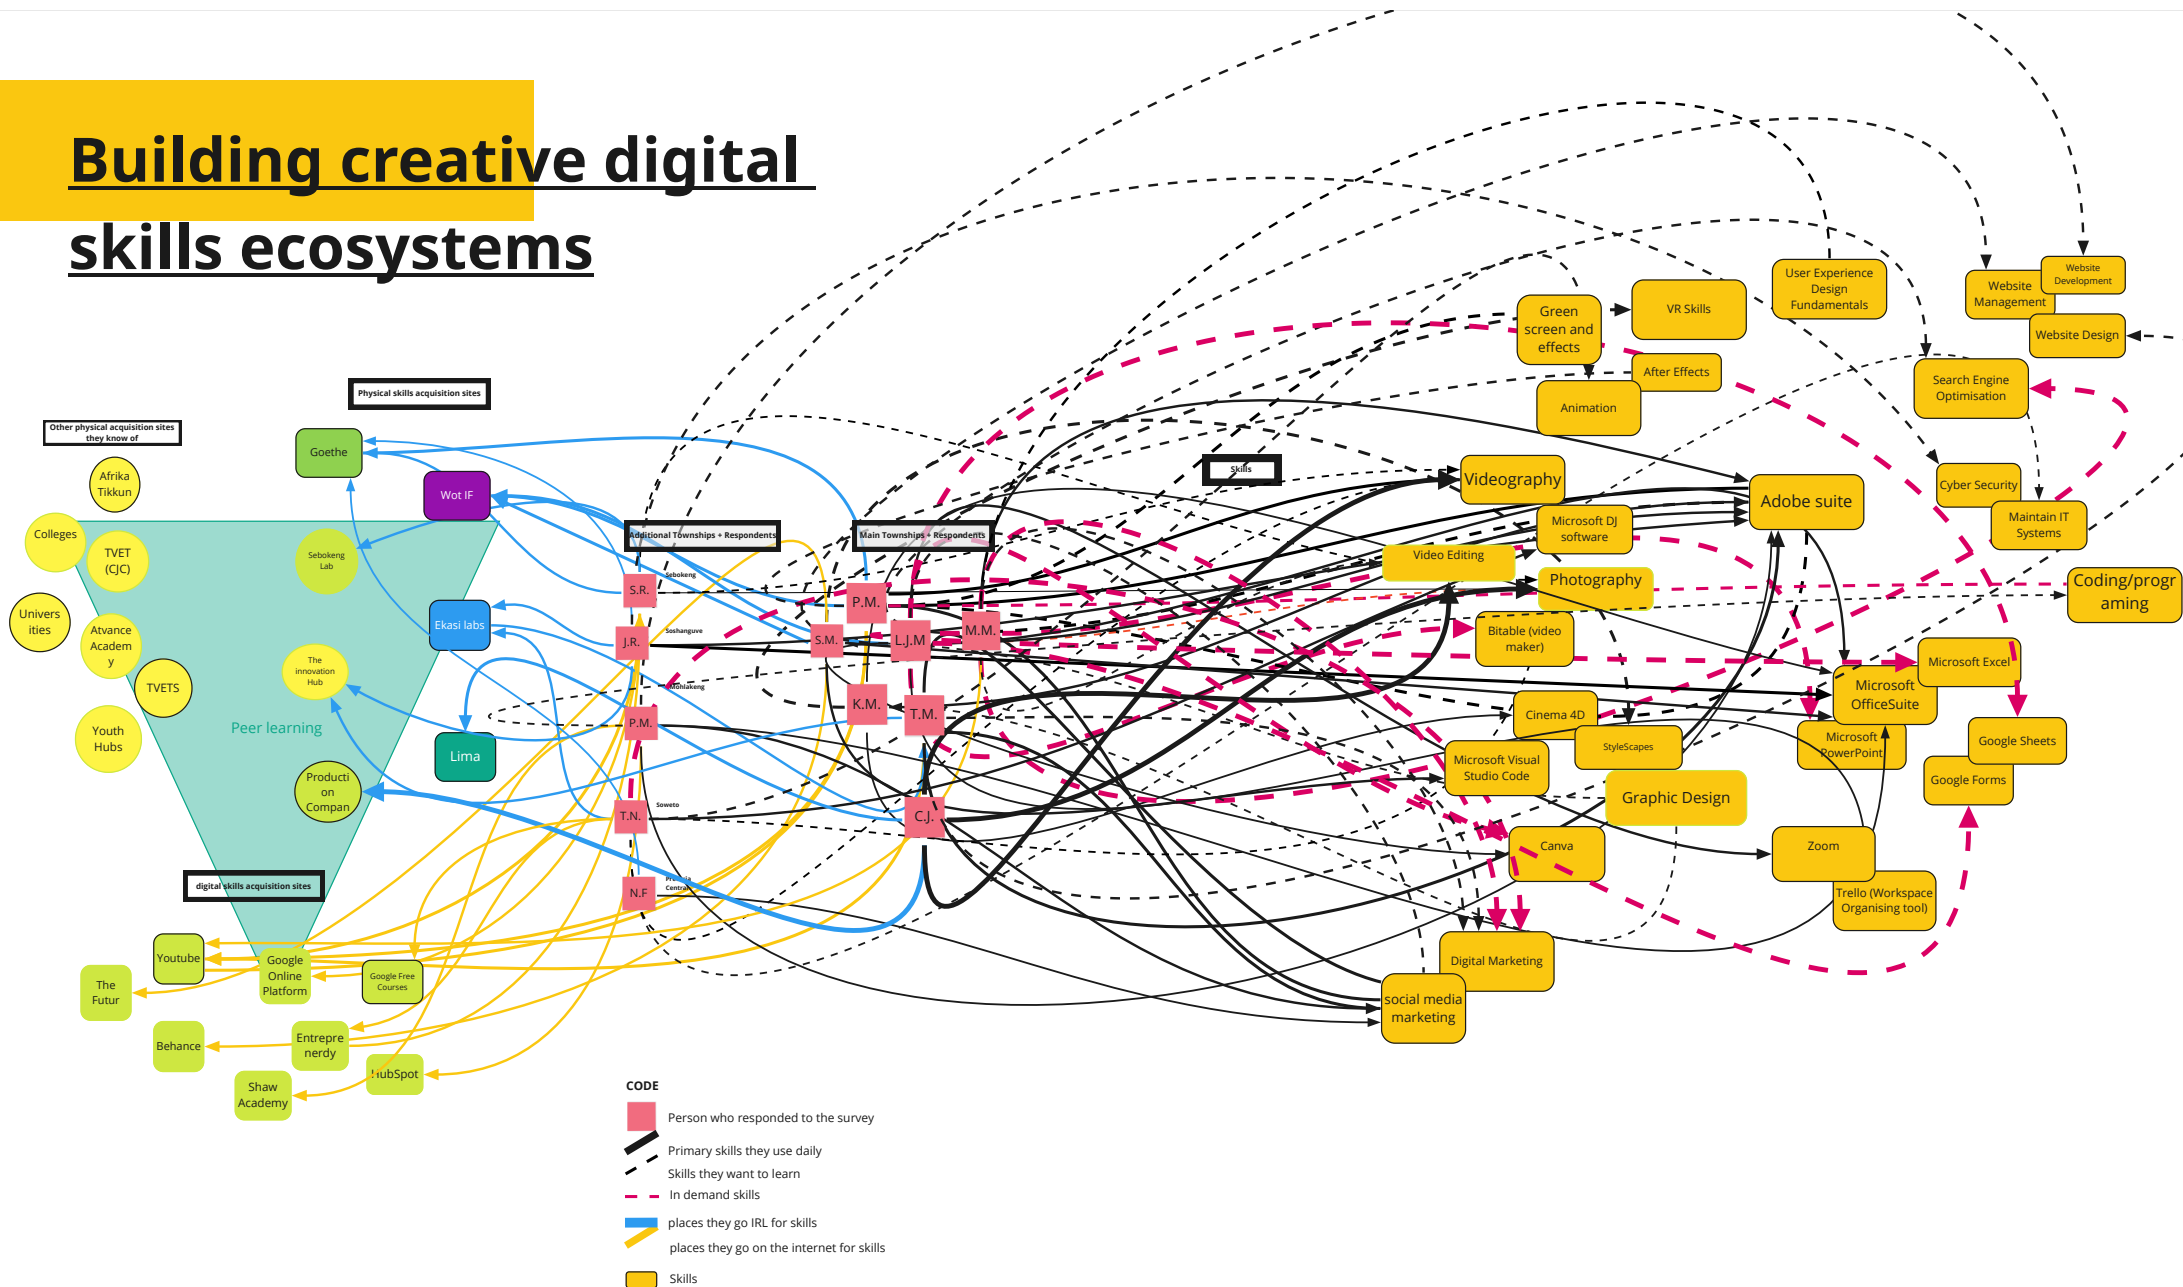 Building creative digital
skills ecosystems
Physical skills acquisition sites
Other physical acquisition sites
they know of
Goethe
Afrika
Tikkun
Wot IF
Colleges
TVET
(CJC)
Sebokeng
Lab
Univers
ities
Atvance
Academ
y
Ekasi labs
The
innovation
Hub
TVETS
Youth
Hubs
Peer learning
Lima
Producti
on
Compan
digital skills acquisition sites
Youtube
Google
Online
Platform
Google Free
Courses
The
Futur
Behance
Entrepre
nerdy
HubSpot
Shaw
Academy
Additional Townships + Respondents
Main Townships + Respondents
Sebokeng
S.R.
Soshanguve
J.R.
Mohlakeng
P.M.
Soweto
T.N.
Central
N.F
P.M.
S.M.
L.J.M
M.M.
K.M.
T.M.
C.J.
Skills
Green
screen and
effects
VR Skills
User Experience
Design
Fundamentals
Website
Management
Website
Development
Website Design
After Effects
Animation
Search Engine
Optimisation
Videography
Adobe suite
Cyber Security
Maintain IT
Systems
Microsoft DJ
software
Video Editing
Photography
Coding/progr
aming
Bitable (video
maker)
Microsoft Excel
Microsoft
OfficeSuite
Cinema 4D
StyleScapes
Microsoft
PowerPoint
Google Sheets
Microsoft Visual
Studio Code
Google Forms
Graphic Design
Canva
Zoom
Trello (Workspace
Organising tool)
Digital Marketing
social media
marketing
CODE
Person who responded to the survey
Primary skills they use daily
Skills they want to learn
In demand skills
places they go IRL for skills
places they go on the internet for skills
Skills